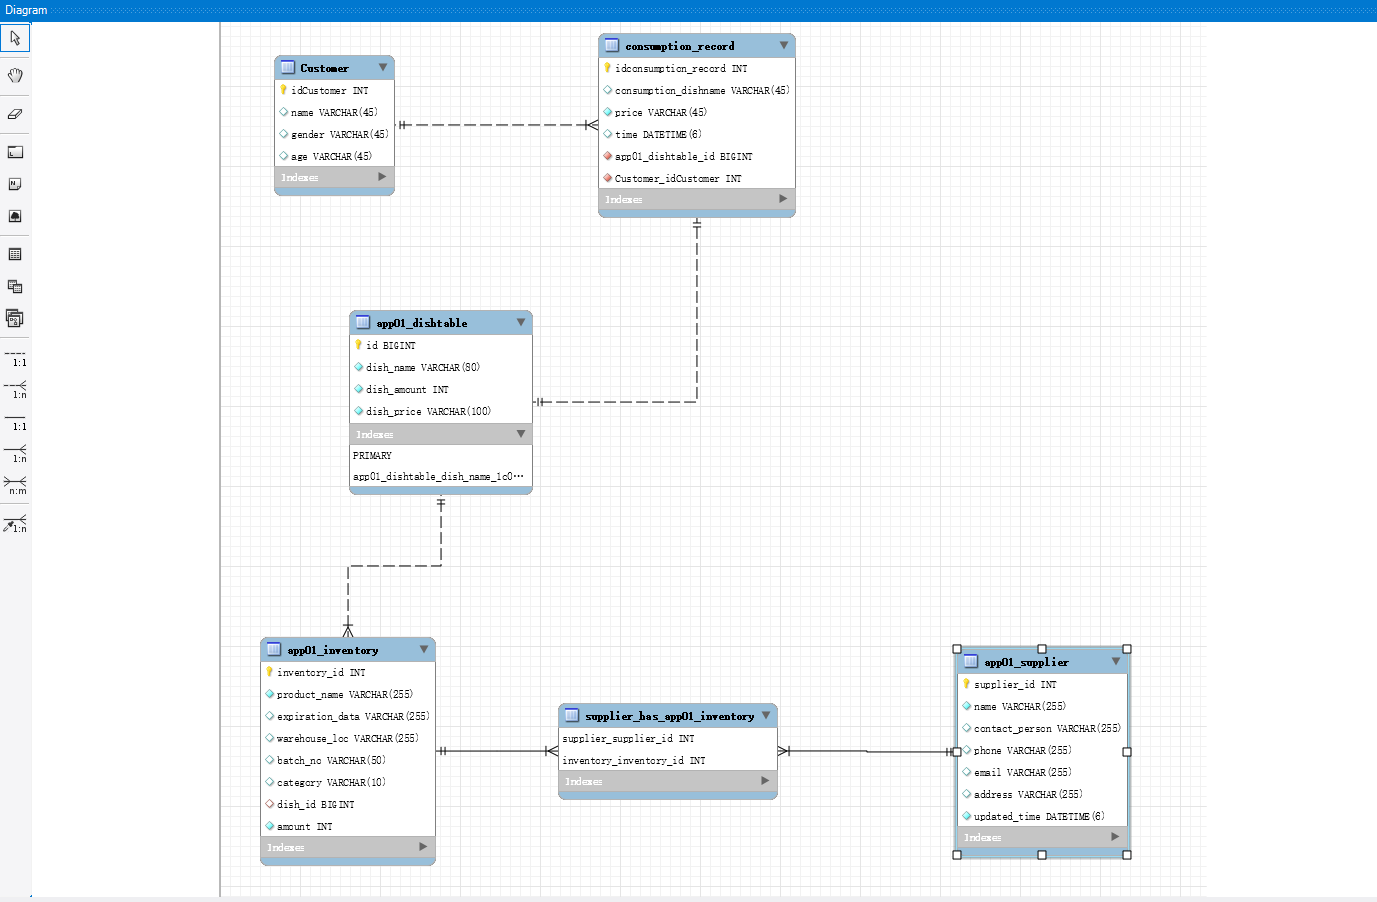 Diagram
Customer
idCustomer INT
name VARCHAR(45)
gender VARCHAR(45)
age VARCHAR(45)
Indexes
consumption_record
idconsumption_record INT
consumption_dishname VARCHAR(45)
price VARCHAR(45)
time DATETIME(6)
app01_dishtable_id BIGINT
Customer_idCustomer INT
Indexes
app01_dishtable
id BIGINT
dish_name VARCHAR(80)
dish_amount INT
dish_price VARCHAR(100)
Indexes
PRIMARY
app01_dishtable_dish_name_1c0…
1:1
1:n
1:1
1:n
n:m
1:n
app01_inventory
inventory_id INT
product_name VARCHAR(255)
expiration_data VARCHAR(255)
warehouse_loc VARCHAR(255)
batch_no VARCHAR(50)
category VARCHAR(10)
dish_id BIGINT
amount INT
Indexes
supplier_has_app01_inventory
supplier_supplier_id INT
inventory_inventory_id INT
Indexes
app01_supplier
supplier_id INT
name VARCHAR(255)
contact_person VARCHAR(255)
phone VARCHAR(255)
email VARCHAR(255)
address VARCHAR(255)
updated_time DATETIME(6)
Indexes